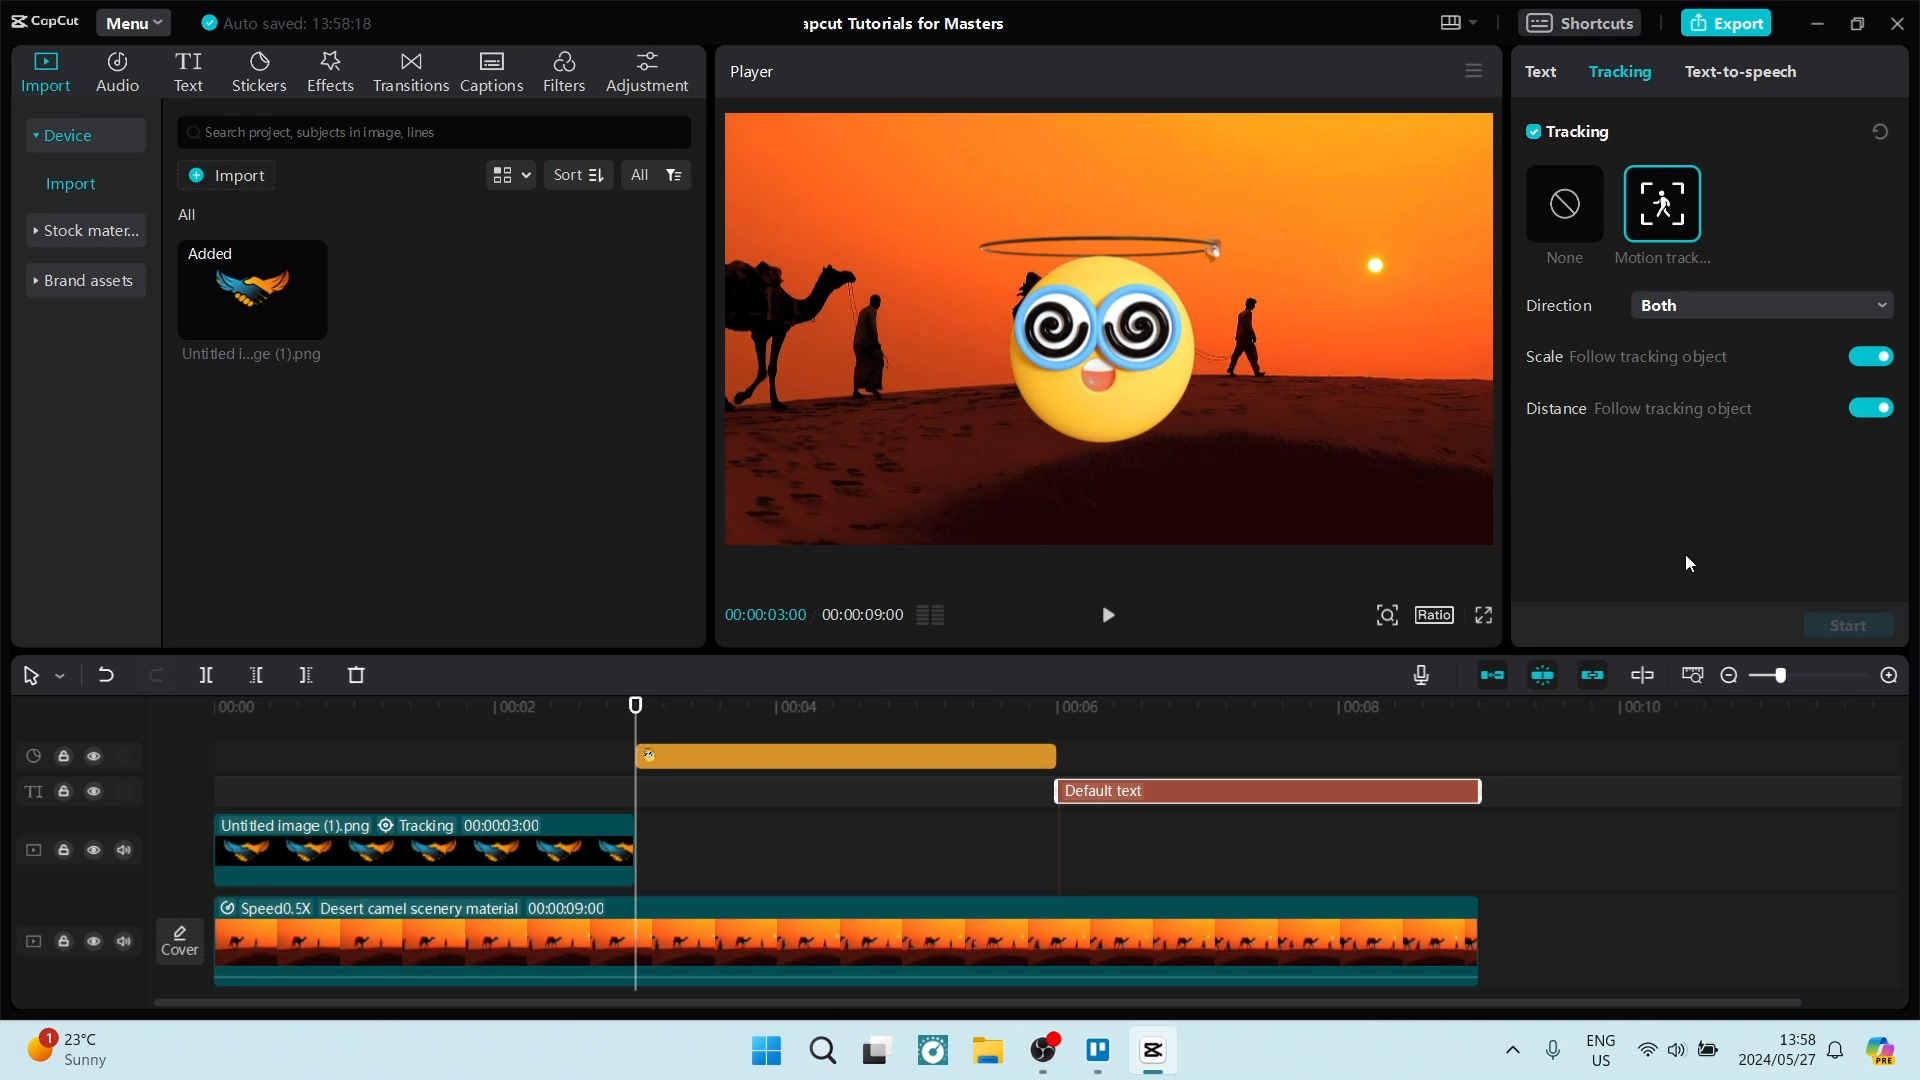 CapCut
Menu
Auto saved: 13:58:18
apcut Tutorials for Masters
Shortcuts
Export
Import
Audio
TI
Text
Stickers
Effects
Transitions
Captions
Filters
Adjustment
Device
Import
Stock mater...
Brand assets
Search project, subjects in image, lines
Import
Sort
All
All
Added
Untitled i...ge (1).png
Player
00:00:03:00 / 00:00:09:00
Ratio
Text
Tracking
Text-to-speech
Tracking
None
Motion track...
Direction
Both
Scale Follow tracking object
Distance Follow tracking object
Start
00:00
00:02
00:04
00:06
00:08
00:10
TI
Default text
Untitled image (1).png
Tracking
00:00:03:00
Cover
Speed0.5X
Desert camel scenery material
00:00:09:00
1
23°C
Sunny
ENG
US
13:58
2024/05/27
PRE